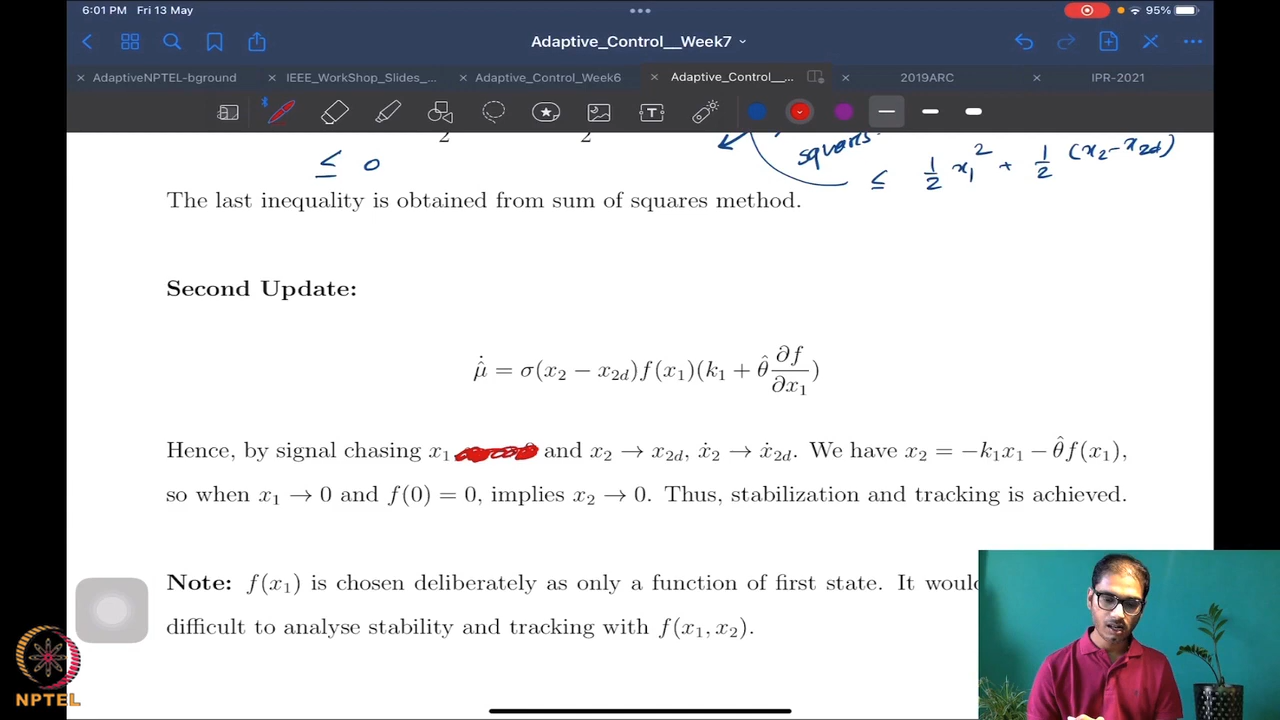 6:01 PM Fri 13 May
95%
Adaptive_Control__Week7
AdaptiveNPTEL-bground
IEEE_WorkShop_Slides_...
Adaptive_Control_Week6
Adaptive_Control__...
2019ARC
IPR-2021
2 2
squares
≤ 0
≤ 1/2 x₁² + 1/2 (x₂ − x₂d)
The last inequality is obtained from sum of squares method.
Second Update:
μ̂̇ = σ(x₂ − x₂d)f(x₁)(k₁ + θ̂ ∂f/∂x₁)
Hence, by signal chasing x₁ and x₂ → x₂d, ẋ₂ → ẋ₂d. We have x₂ = −k₁x₁ − θ̂f(x₁),
so when x₁ → 0 and f(0) = 0, implies x₂ → 0. Thus, stabilization and tracking is achieved.
Note: f(x₁) is chosen deliberately as only a function of first state. It would
difficult to analyse stability and tracking with f(x₁, x₂).
NPTEL